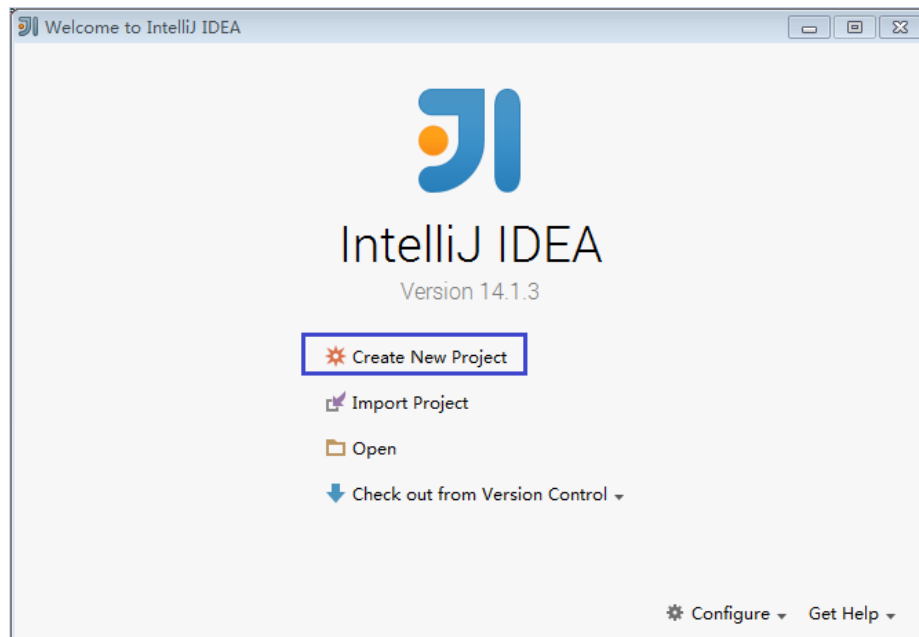 Welcome to IntelliJ IDEA
IntelliJ IDEA
Version 14.1.3
Create New Project
Import Project
Open
Check out from Version Control
Configure Get Help